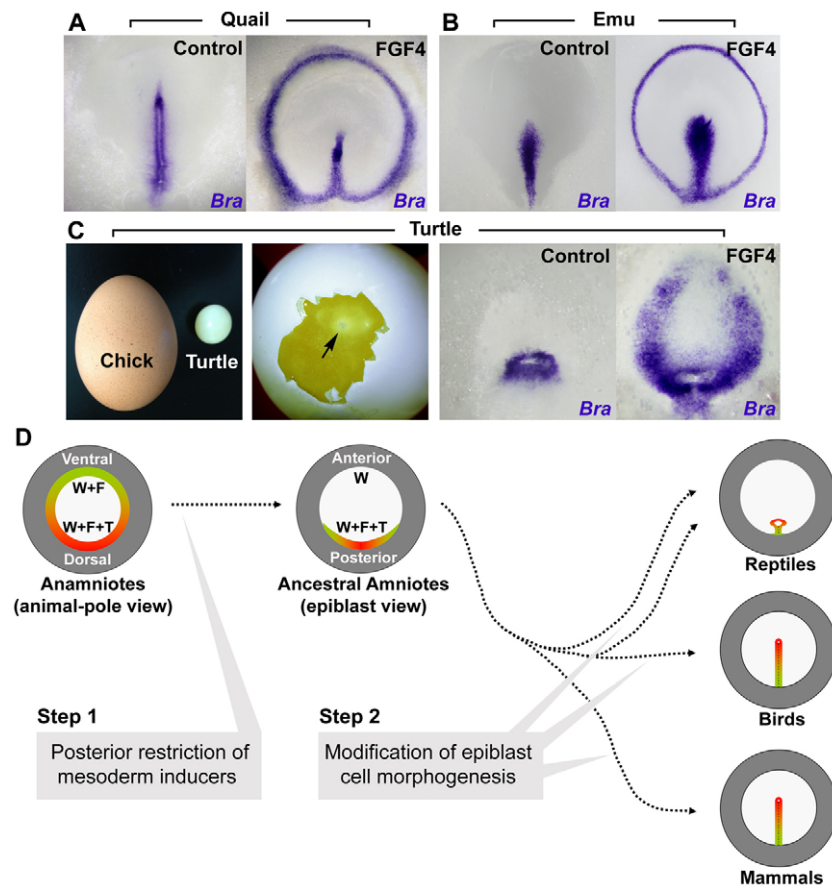 A
Quail
Control
FGF4
Bra
Bra
B
Emu
Control
FGF4
Bra
Bra
C
Turtle
Chick
Turtle
Control
FGF4
Bra
Bra
D
Ventral
W+F
W+F+T
Dorsal
Anamniotes
(animal-pole view)
Anterior
W
W+F+T
Posterior
Ancestral Amniotes
(epiblast view)
Reptiles
Birds
Mammals
Step 1
Posterior restriction of
mesoderm inducers
Step 2
Modification of epiblast
cell morphogenesis